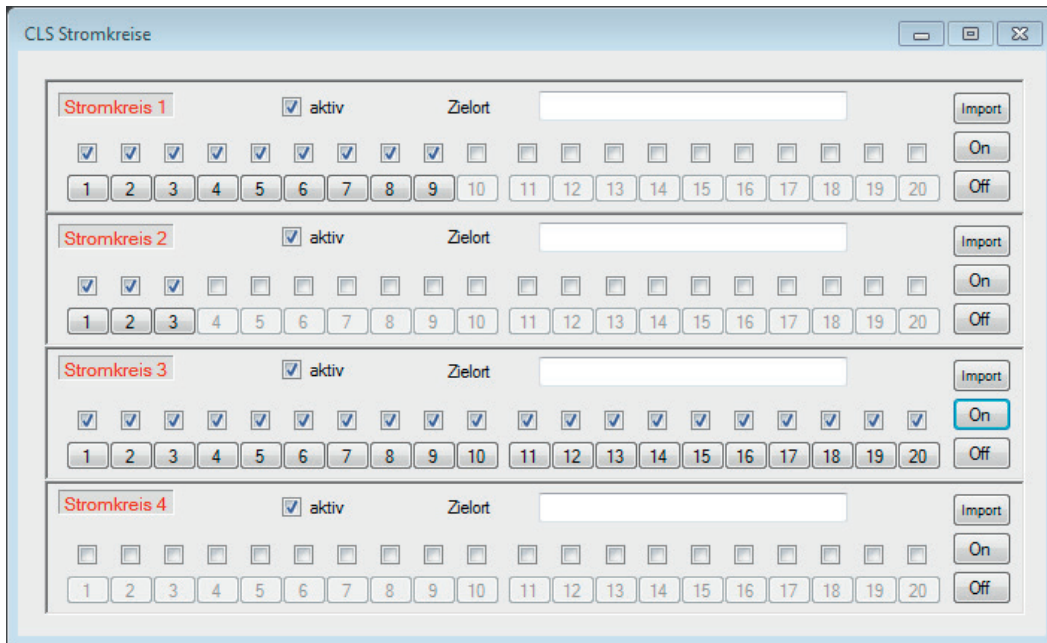 CLS Stromkreise
Stromkreis 1 aktiv Zielort Import
On
1 2 3 4 5 6 7 8 9 10 11 12 13 14 15 16 17 18 19 20 Off
Stromkreis 2 aktiv Zielort Import
On
1 2 3 4 5 6 7 8 9 10 11 12 13 14 15 16 17 18 19 20 Off
Stromkreis 3 aktiv Zielort Import
On
1 2 3 4 5 6 7 8 9 10 11 12 13 14 15 16 17 18 19 20 Off
Stromkreis 4 aktiv Zielort Import
On
1 2 3 4 5 6 7 8 9 10 11 12 13 14 15 16 17 18 19 20 Off